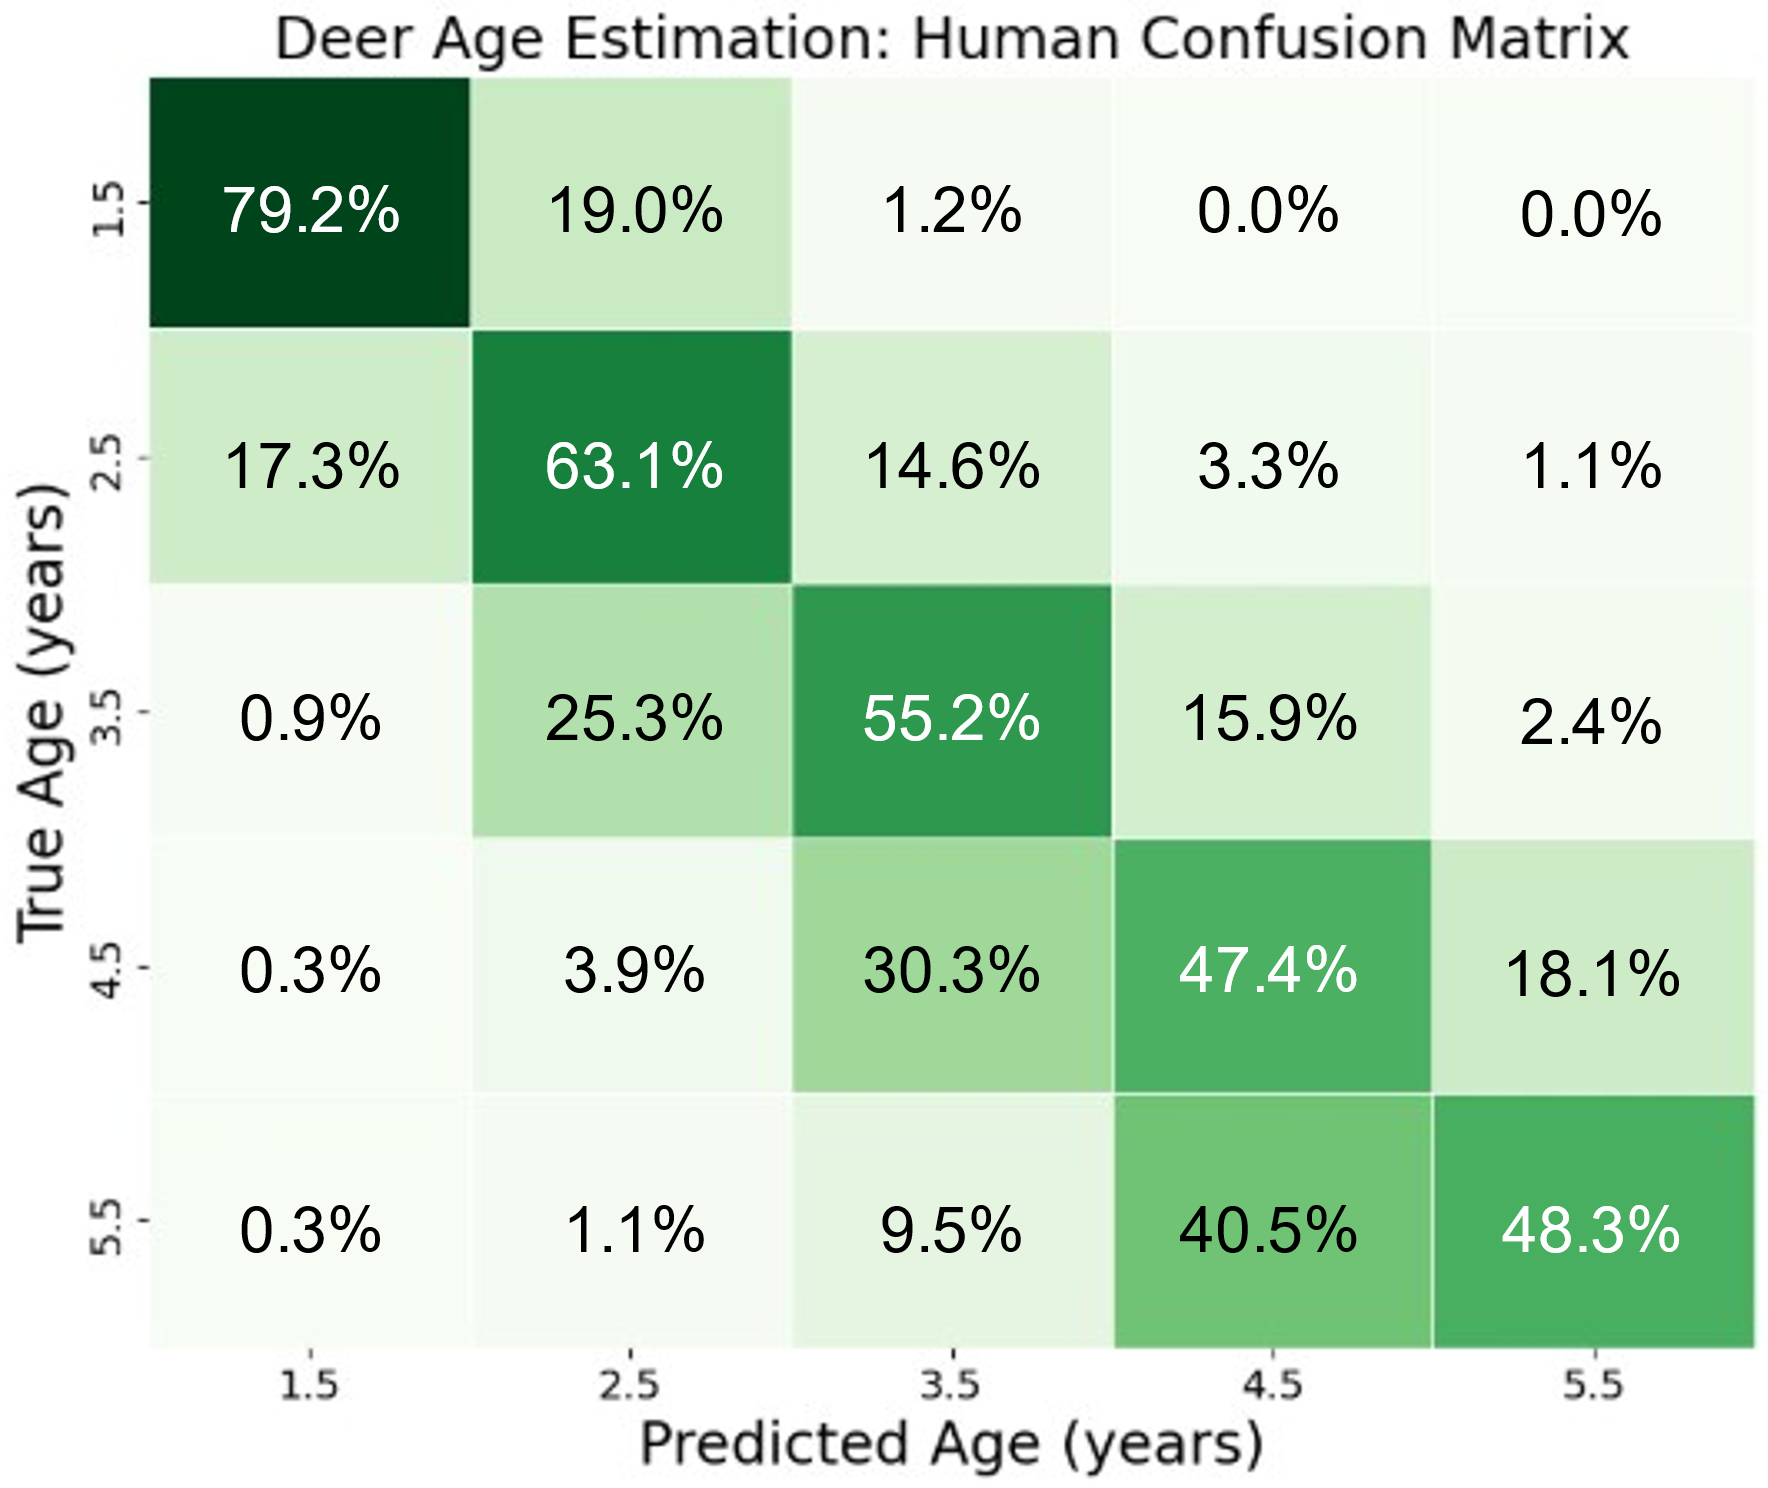 Deer Age Estimation: Human Confusion Matrix
True Age (years)
1.5 79.2% 19.0% 1.2% 0.0% 0.0%
2.5 17.3% 63.1% 14.6% 3.3% 1.1%
3.5 0.9% 25.3% 55.2% 15.9% 2.4%
4.5 0.3% 3.9% 30.3% 47.4% 18.1%
5.5 0.3% 1.1% 9.5% 40.5% 48.3%
1.5 2.5 3.5 4.5 5.5
Predicted Age (years)